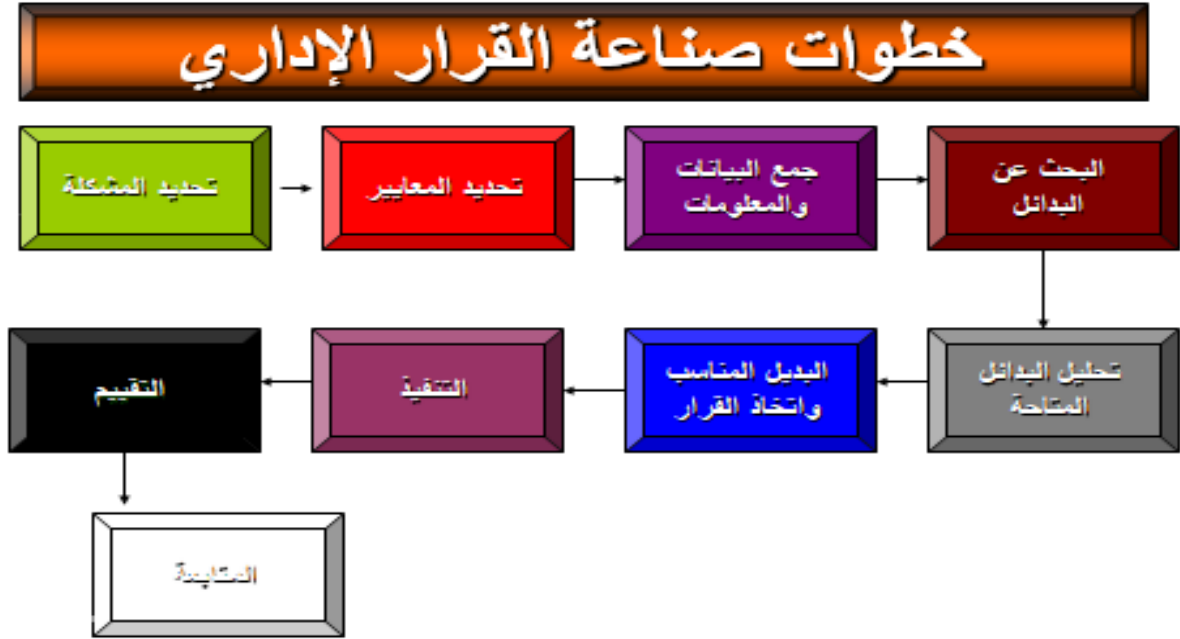 خطوات صناعة القرار الإداري
تحديد المشكلة
تحديد المعايير
جمع البيانات
والمعلومات
البحث عن
البدائل
تحليل البدائل
المتاحة
البديل المناسب
واتخاذ القرار
التنفيذ
التقييم
المتابعة